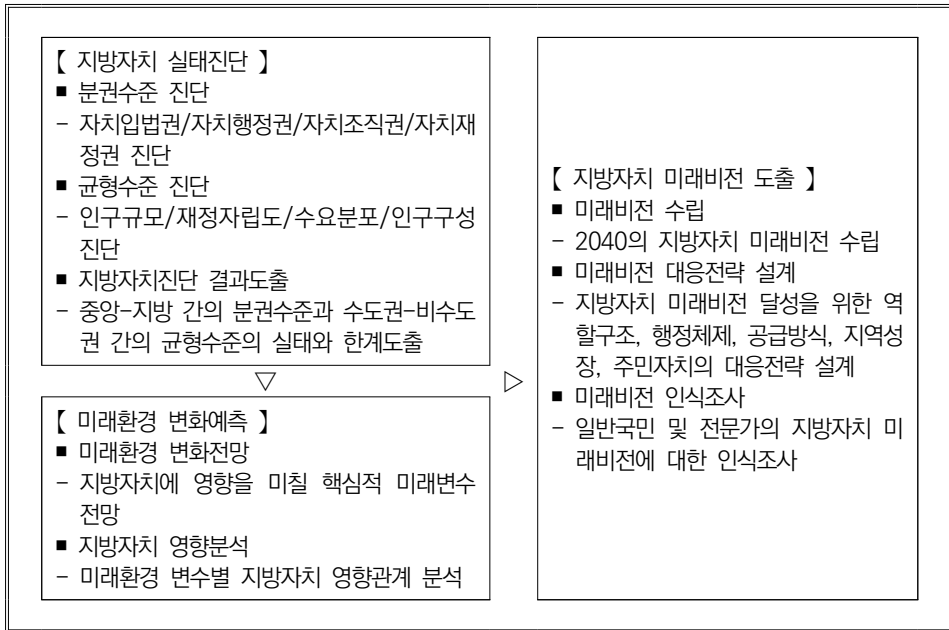 【 지방자치 실태진단 】
■ 분권수준 진단
- 자치입법권/자치행정권/자치조직권/자치재
정권 진단
■ 균형수준 진단
- 인구규모/재정자립도/수요분포/인구구성
진단
■ 지방자치진단 결과도출
- 중앙-지방 간의 분권수준과 수도권-비수도
권 간의 균형수준의 실태와 한계도출
▽
【 미래환경 변화예측 】
■ 미래환경 변화전망
- 지방자치에 영향을 미칠 핵심적 미래변수
전망
■ 지방자치 영향분석
- 미래환경 변수별 지방자치 영향관계 분석
▷
【 지방자치 미래비전 도출 】
■ 미래비전 수립
- 2040의 지방자치 미래비전 수립
■ 미래비전 대응전략 설계
- 지방자치 미래비전 달성을 위한 역
할구조, 행정체제, 공급방식, 지역성
장, 주민자치의 대응전략 설계
■ 미래비전 인식조사
- 일반국민 및 전문가의 지방자치 미
래비전에 대한 인식조사